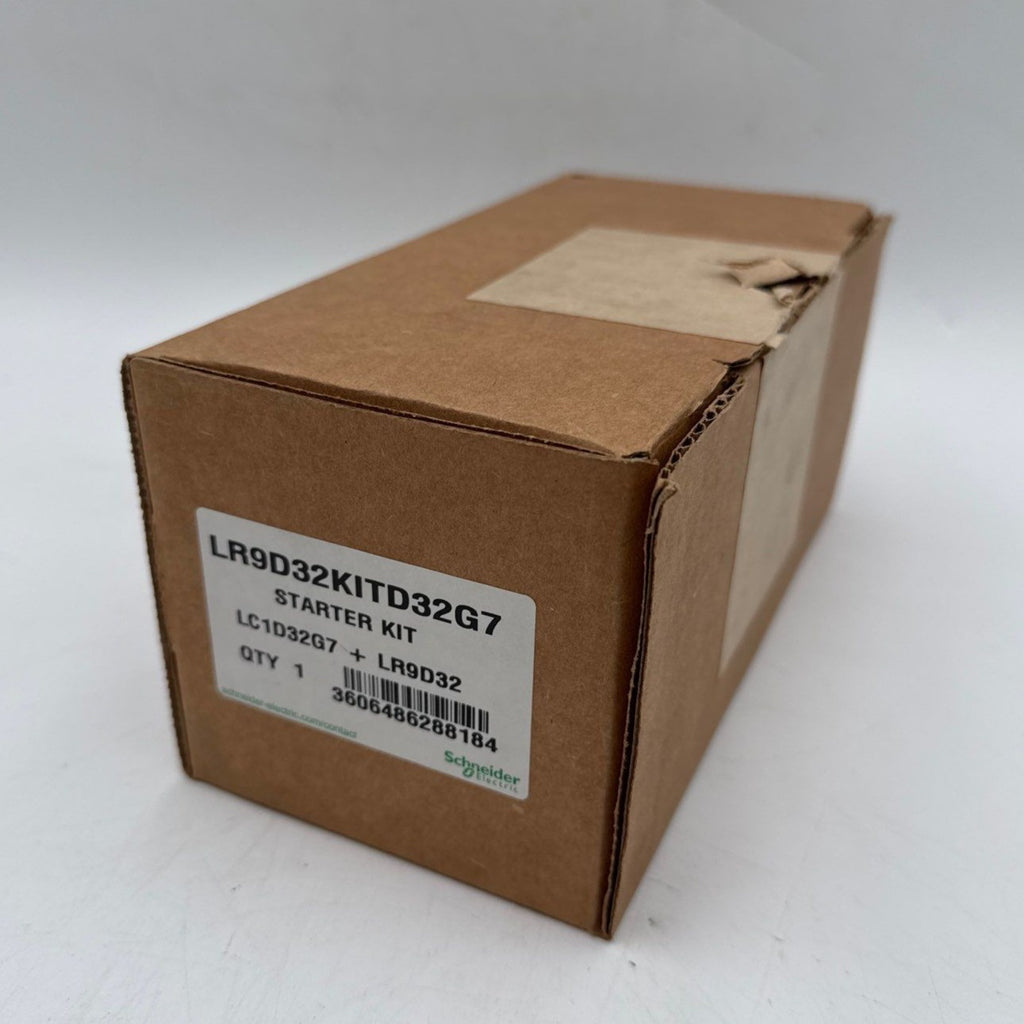 LR9D32KITD32G7
STARTER KIT
LC1D32G7 + LR9D32
QTY 1
3606486288184
schneider-electric.com/contact
Schneider
Electric